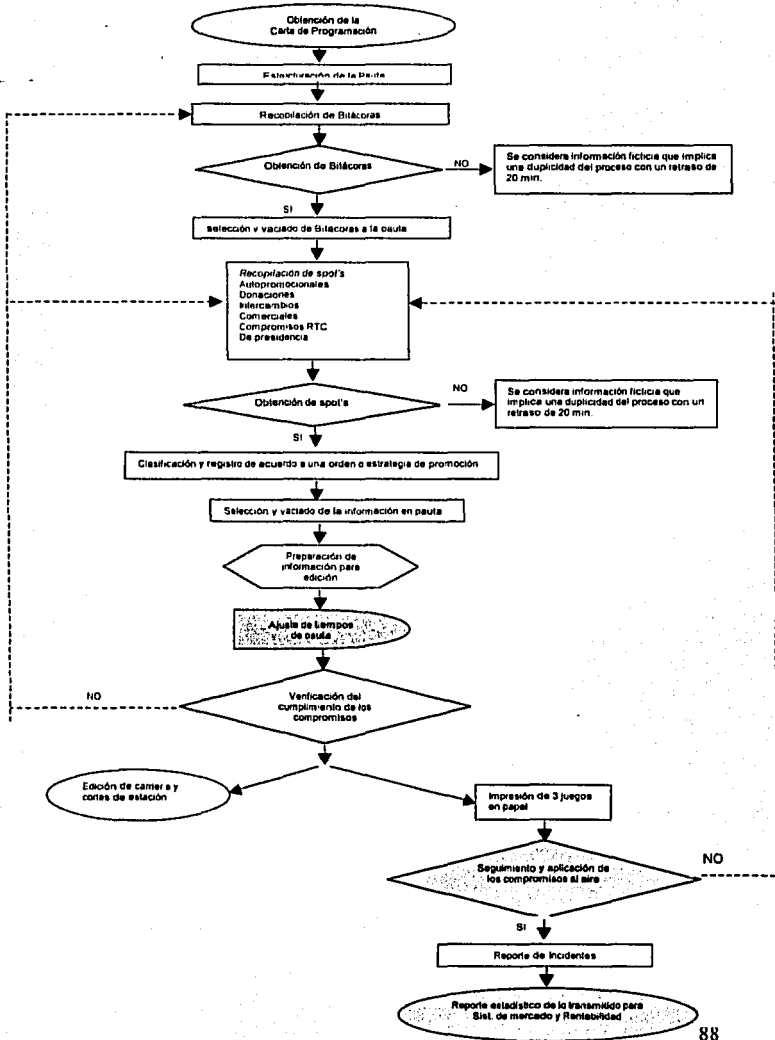 Obtención de la
Carta de Programación
Estructuración de la Pauta
Recopilación de Bitácoras
Obtención de Bitácoras
NO
Se considera información ficticia que implica
una duplicidad del proceso con un retraso de
20 min.
SI
selección y vaciado de Bitácoras a la pauta
Recopilación de spot's
Autopromocionales
Donaciones
Intercambios
Comerciales
Compromisos RTC
De presidencia
Obtención de spot's
NO
Se considera información ficticia que
implica una duplicidad del proceso con un
retraso de 20 min.
SI
Clasificación y registro de acuerdo a una orden o estrategia de promoción
Selección y vaciado de la información en pauta
Preparación de
información para
edición
Ajuste de tiempos
de pauta
NO
Verificación del
cumplimiento de los
compromisos
Edición de carrera y
cortes de estación
Impresión de 3 juegos
en papel
Seguimiento y aplicación de
los compromisos al aire
NO
SI
Reporte de Incidentes
Reporte estadístico de lo transmitido para
Sist. de mercado y Rentabilidad
88